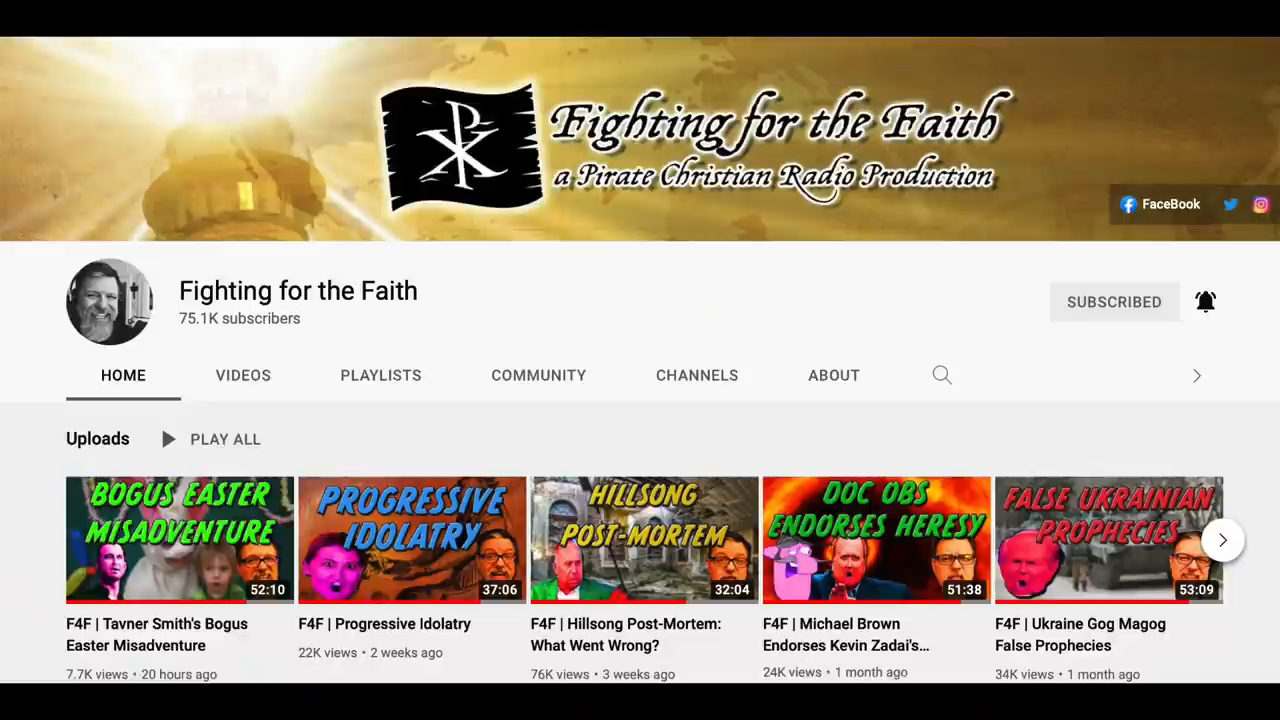 Fighting for the Faith
a Pirate Christian Radio Production
FaceBook
Fighting for the Faith
75.1K subscribers
SUBSCRIBED
HOME VIDEOS PLAYLISTS COMMUNITY CHANNELS ABOUT
Uploads PLAY ALL
BOGUS EASTER
MISADVENTURE
52:10
PROGRESSIVE
IDOLATRY
37:06
HILLSONG
POST-MORTEM
32:04
DOC OBS
ENDORSES HERESY
51:38
FALSE UKRAINIAN
PROPHECIES
53:09
F4F | Tavner Smith's Bogus
Easter Misadventure
7.7K views • 20 hours ago
F4F | Progressive Idolatry
22K views • 2 weeks ago
F4F | Hillsong Post-Mortem:
What Went Wrong?
76K views • 3 weeks ago
F4F | Michael Brown
Endorses Kevin Zadai's...
24K views • 1 month ago
F4F | Ukraine Gog Magog
False Prophecies
34K views • 1 month ago